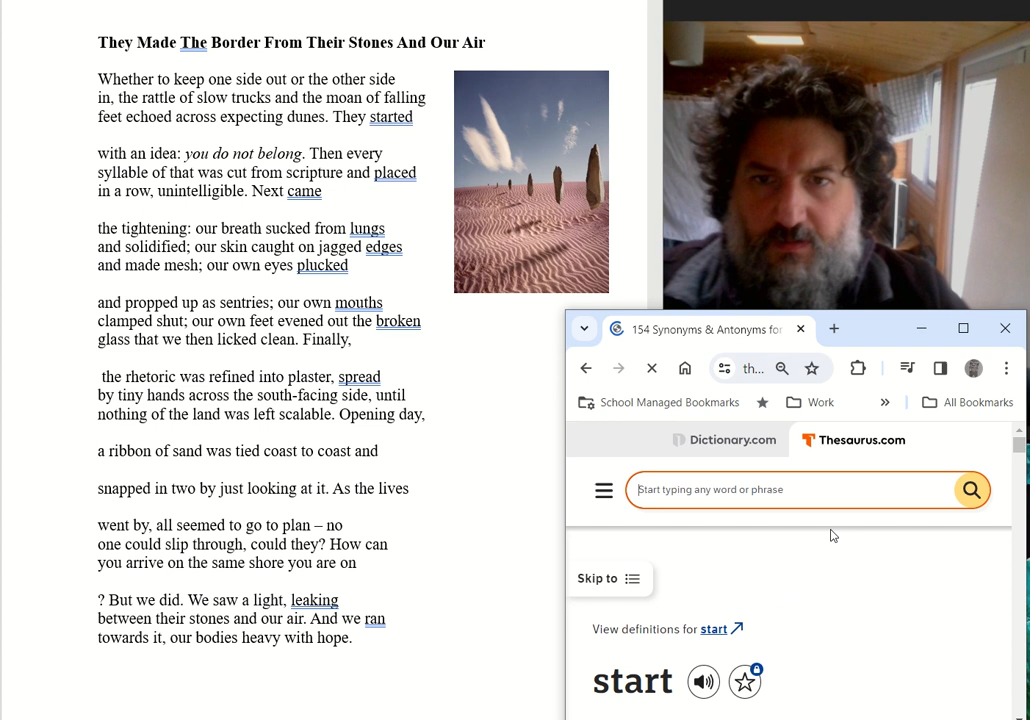 They Made The Border From Their Stones And Our Air
Whether to keep one side out or the other side
in, the rattle of slow trucks and the moan of falling
feet echoed across expecting dunes. They started
with an idea: you do not belong. Then every
syllable of that was cut from scripture and placed
in a row, unintelligible. Next came
the tightening: our breath sucked from lungs
and solidified; our skin caught on jagged edges
and made mesh; our own eyes plucked
and propped up as sentries; our own mouths
clamped shut; our own feet evened out the broken
glass that we then licked clean. Finally,
the rhetoric was refined into plaster, spread
by tiny hands across the south-facing side, until
nothing of the land was left scalable. Opening day,
a ribbon of sand was tied coast to coast and
snapped in two by just looking at it. As the lives
went by, all seemed to go to plan – no
one could slip through, could they? How can
you arrive on the same shore you are on
? But we did. We saw a light, leaking
between their stones and our air. And we ran
towards it, our bodies heavy with hope.
154 Synonyms & Antonyms for
th...
School Managed Bookmarks
Work
All Bookmarks
Dictionary.com
Thesaurus.com
Start typing any word or phrase
Skip to
View definitions for start
start